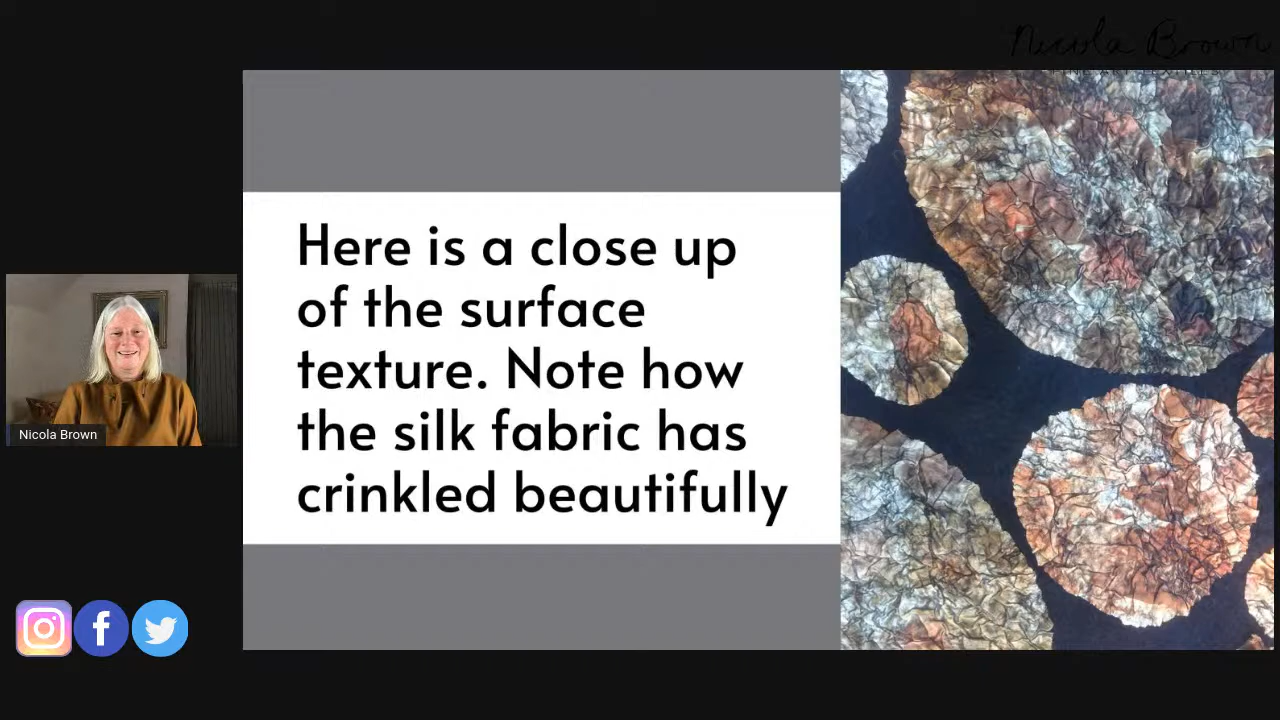 Nicola Brown
Here is a close up
of the surface
texture. Note how
the silk fabric has
crinkled beautifully
Nicola Brown